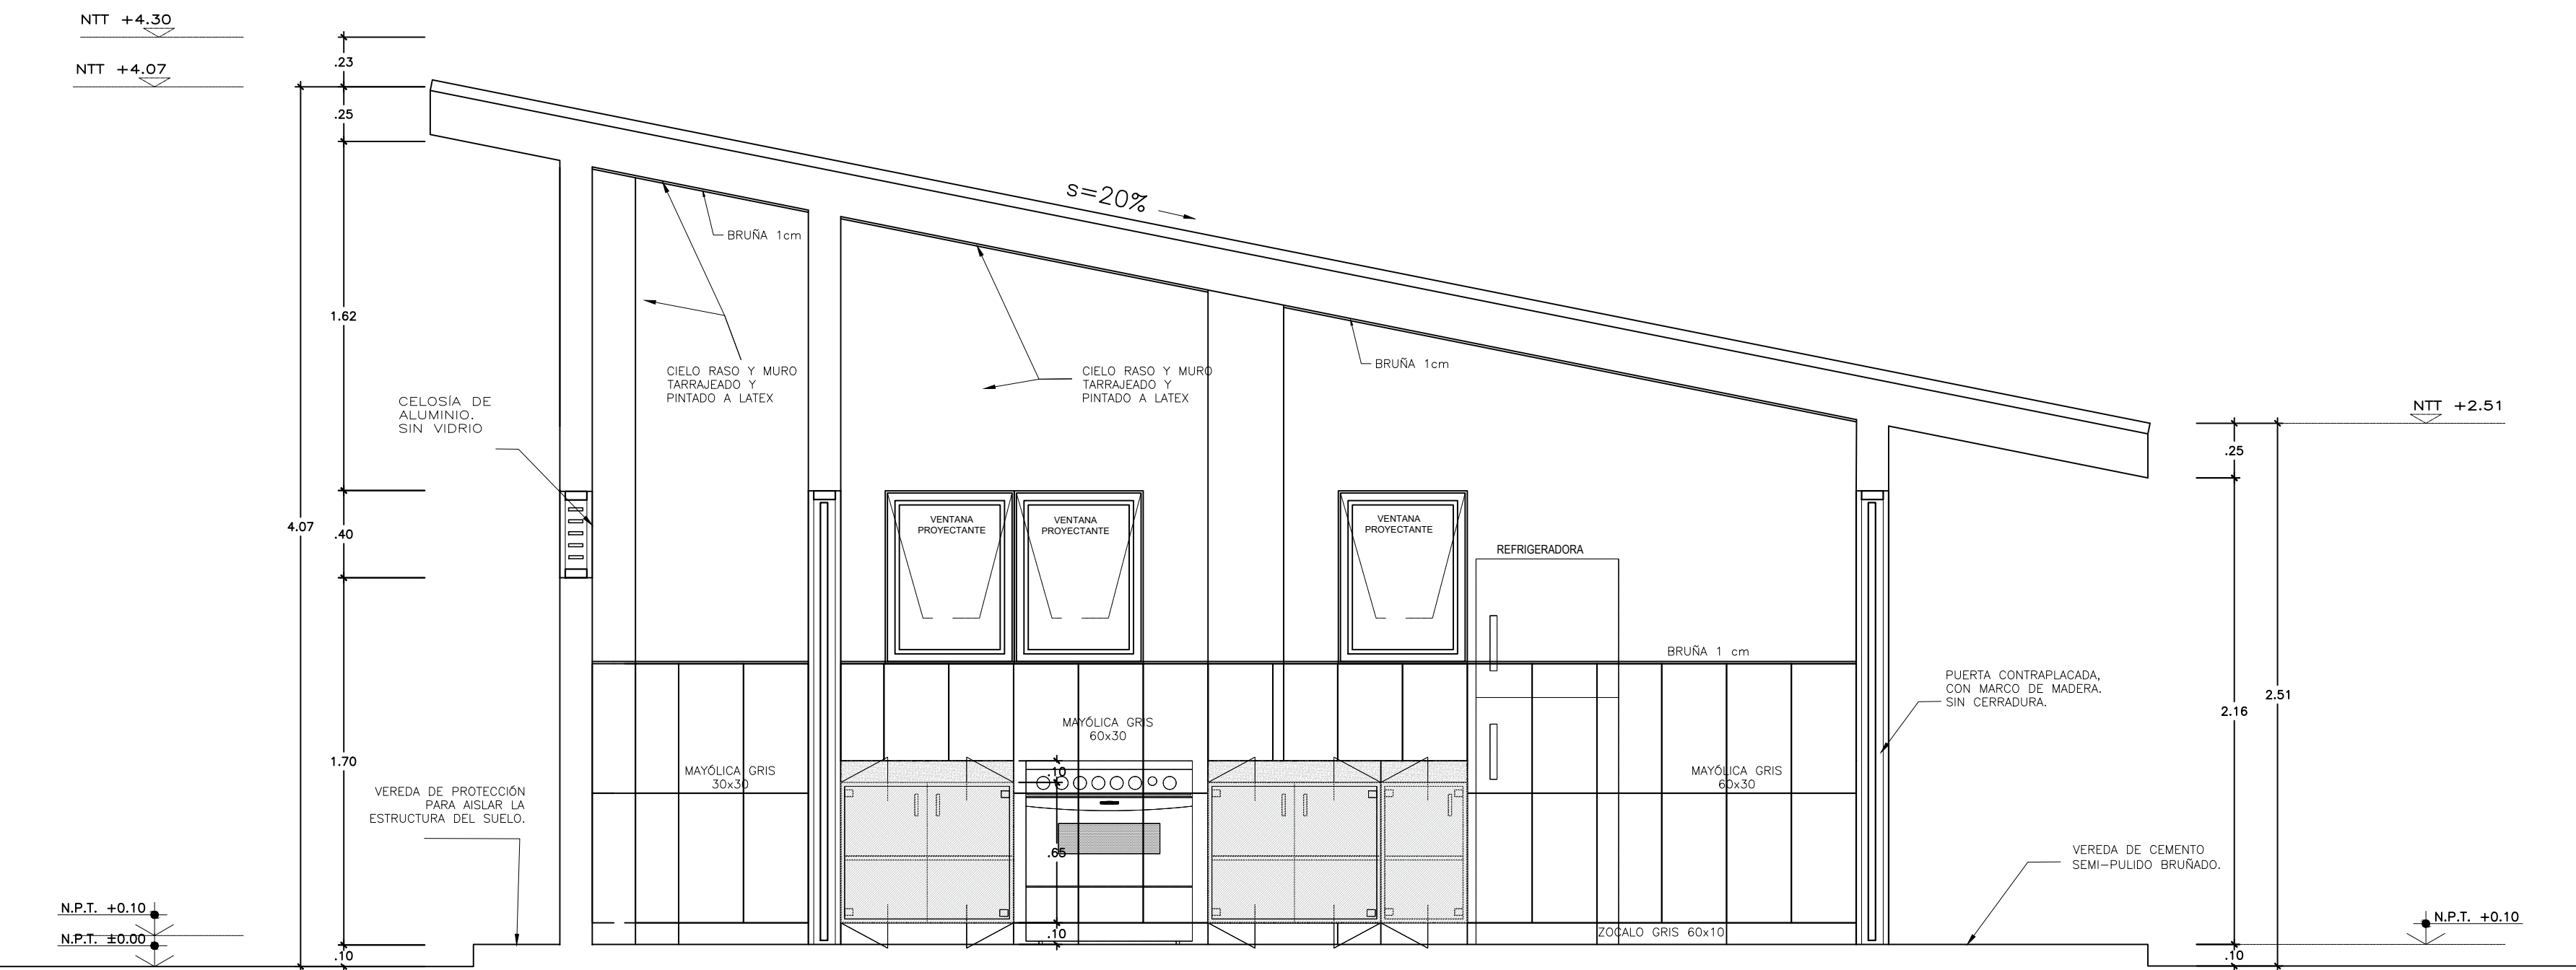 NTT +4.30
.23
NTT +4.07
.25
s=20%
BRUÑA 1cm
1.62
BRUÑA 1cm
CIELO RASO Y MURO
TARRAJEADO Y
PINTADO A LATEX
CIELO RASO Y MURO
TARRAJEADO Y
PINTADO A LATEX
CELOSÍA DE
ALUMINIO.
SIN VIDRIO
NTT +2.51
.25
4.07
.40
VENTANA
PROYECTANTE
VENTANA
PROYECTANTE
VENTANA
PROYECTANTE
REFRIGERADORA
BRUÑA 1 cm
PUERTA CONTRAPLACADA,
CON MARCO DE MADERA.
SIN CERRADURA.
2.51
2.16
MAYÓLICA GRIS
60x30
1.70
MAYÓLICA GRIS
30x30
.10
MAYÓLICA GRIS
60x30
VEREDA DE PROTECCIÓN
PARA AISLAR LA
ESTRUCTURA DEL SUELO.
.65
VEREDA DE CEMENTO
SEMI-PULIDO BRUÑADO.
N.P.T. +0.10
N.P.T. +0.10
.10
ZOCALO GRIS 60x10
N.P.T. ±0.00
.10
.10